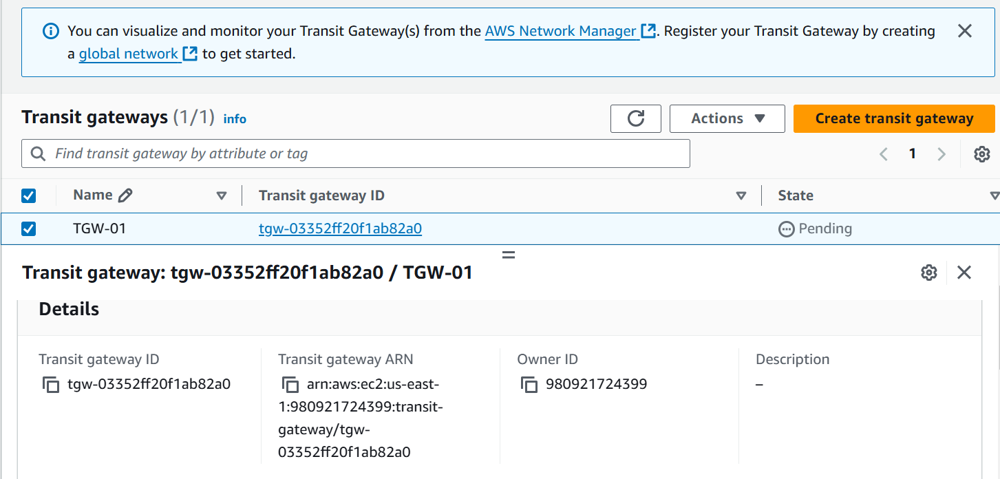 You can visualize and monitor your Transit Gateway(s) from the AWS Network Manager. Register your Transit Gateway by creating
a global network to get started.
Transit gateways (1/1) info
Actions
Create transit gateway
Find transit gateway by attribute or tag
1
Name
Transit gateway ID
State
TGW-01
tgw-03352ff20f1ab82a0
Pending
Transit gateway: tgw-03352ff20f1ab82a0 / TGW-01
Details
Transit gateway ID
tgw-03352ff20f1ab82a0
Transit gateway ARN
arn:aws:ec2:us-east-
1:980921724399:transit-
gateway/tgw-
03352ff20f1ab82a0
Owner ID
980921724399
Description
–